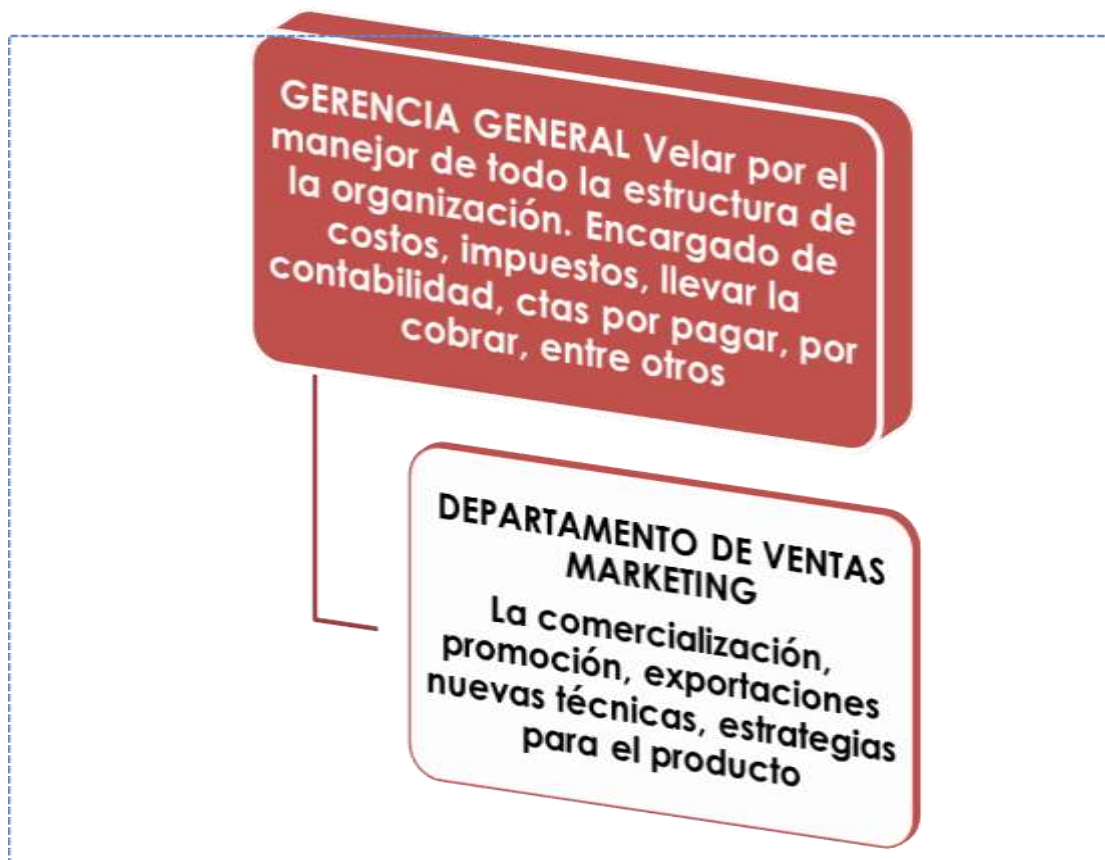 GERENCIA GENERAL Velar por el
manejor de todo la estructura de
la organización. Encargado de
costos, impuestos, llevar la
contabilidad, ctas por pagar, por
cobrar, entre otros
DEPARTAMENTO DE VENTAS
MARKETING
La comercialización,
promoción, exportaciones
nuevas técnicas, estrategias
para el producto